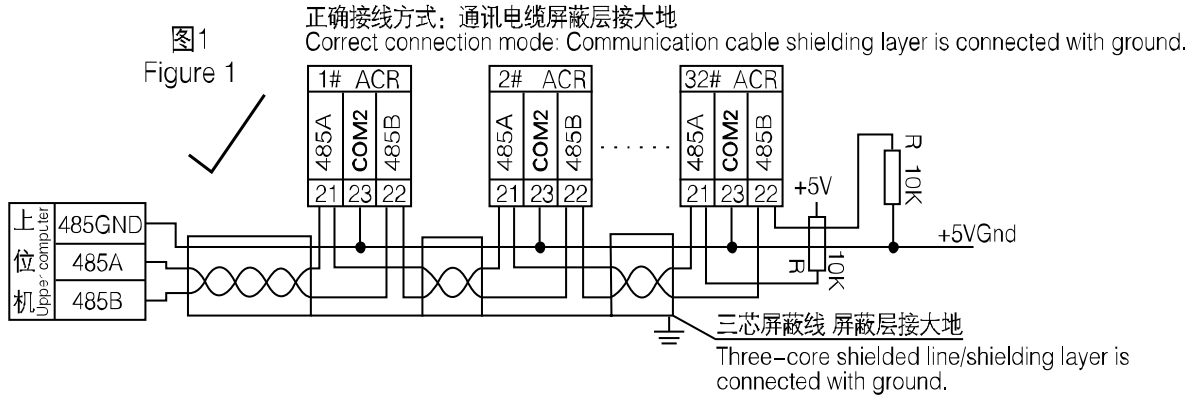 正确接线方式：通讯电缆屏蔽层接大地
Correct connection mode: Communication cable shielding layer is connected with ground.
图1
Figure 1
1# ACR
485A
COM2
485B
21 23 22
2# ACR
485A
COM2
485B
21 23 22
32# ACR
485A
COM2
485B
21 23 22
R
10K
+5V
+5VGnd
R
10K
上位机
Upper computer
485GND
485A
485B
三芯屏蔽线 屏蔽层接大地
Three-core shielded line/shielding layer is
connected with ground.